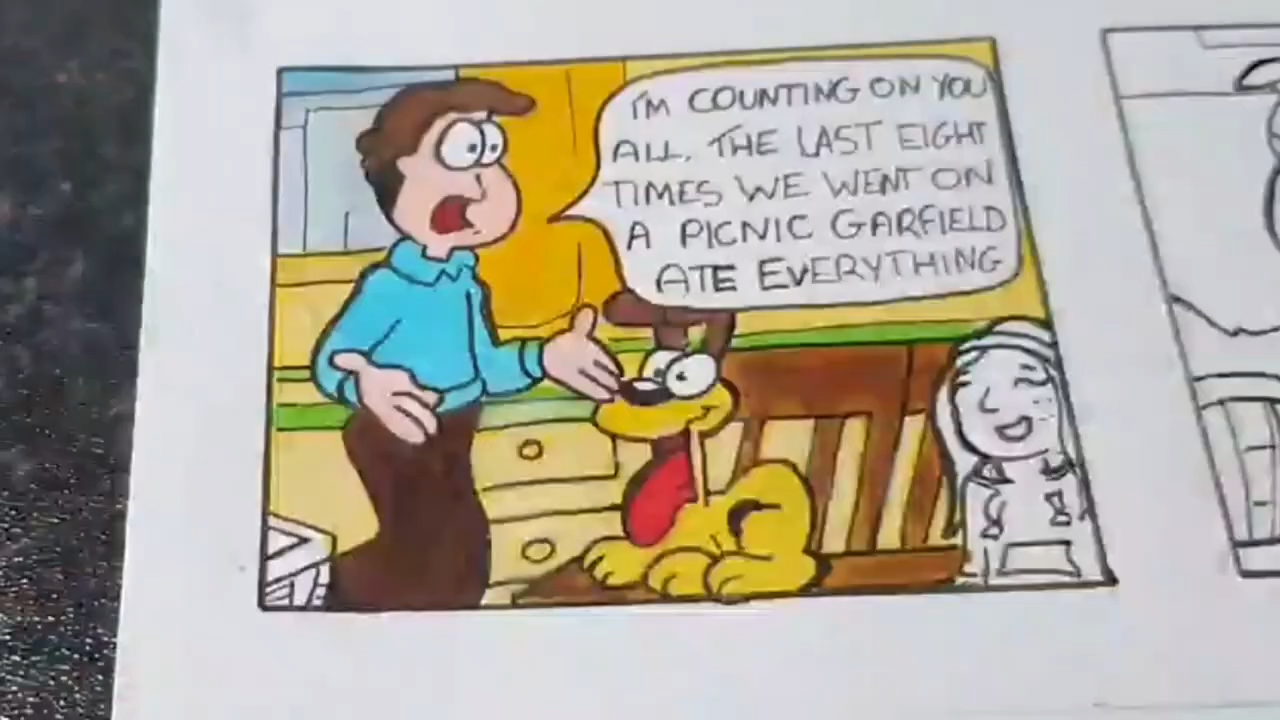 I'M COUNTING ON YOU
ALL. THE LAST EIGHT
TIMES WE WENT ON
A PICNIC GARFIELD
ATE EVERYTHING